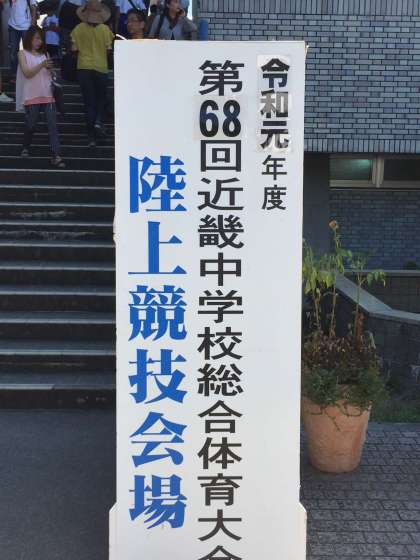 令和元年度
第68回近畿中学校総合体育大会
陸上競技会場